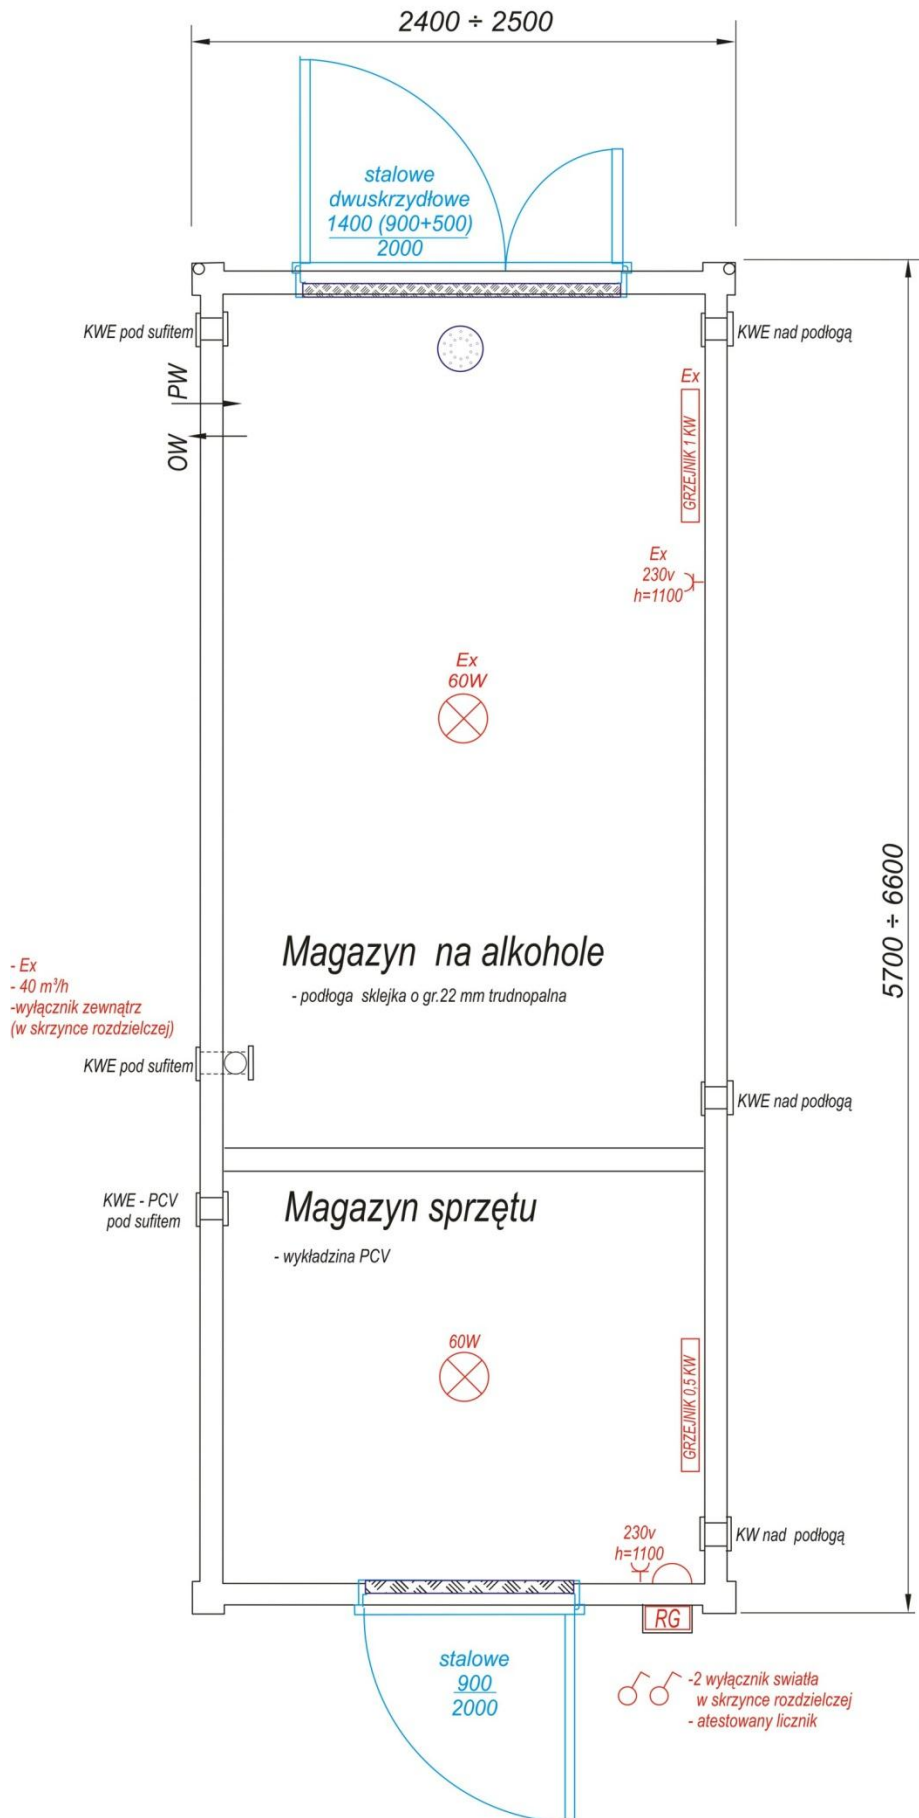 2400 ÷ 2500
stalowe
dwuskrzydłowe
1400 (900+500)
2000
KWE pod sufitem
KWE nad podłogą
PW
OW
Ex
GRZEJNIK 1 KW
Ex
230v
h=1100
Ex
60W
5700 ÷ 6600
Magazyn na alkohole
- podłoga sklejka o gr.22 mm trudnopalna
- Ex
- 40 m³/h
-wyłącznik zewnątrz
(w skrzynce rozdzielczej)
KWE pod sufitem
KWE nad podłogą
KWE - PCV
pod sufitem
Magazyn sprzętu
- wykładzina PCV
60W
GRZEJNIK 0,5 KW
230v
h=1100
KW nad podłogą
RG
stalowe
900
2000
-2 wyłącznik swiatła
w skrzynce rozdzielczej
- atestowany licznik